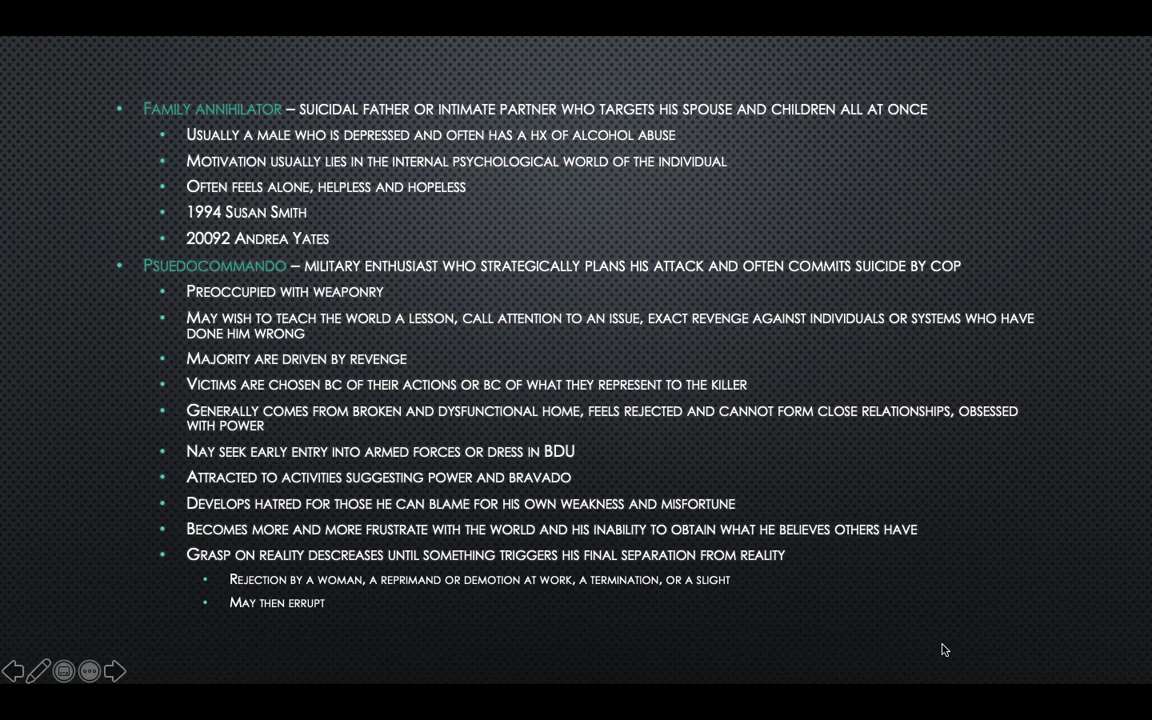 • Family annihilator – suicidal father or intimate partner who targets his spouse and children all at once
• Usually a male who is depressed and often has a hx of alcohol abuse
• Motivation usually lies in the internal psychological world of the individual
• Often feels alone, helpless and hopeless
• 1994 Susan Smith
• 20092 Andrea Yates
• Psuedocommando – military enthusiast who strategically plans his attack and often commits suicide by cop
• Preoccupied with weaponry
• May wish to teach the world a lesson, call attention to an issue, exact revenge against individuals or systems who have
done him wrong
• Majority are driven by revenge
• Victims are chosen bc of their actions or bc of what they represent to the killer
• Generally comes from broken and dysfunctional home, feels rejected and cannot form close relationships, obsessed
with power
• Nay seek early entry into armed forces or dress in BDU
• Attracted to activities suggesting power and bravado
• Develops hatred for those he can blame for his own weakness and misfortune
• Becomes more and more frustrate with the world and his inability to obtain what he believes others have
• Grasp on reality descreases until something triggers his final separation from reality
• Rejection by a woman, a reprimand or demotion at work, a termination, or a slight
• May then errupt